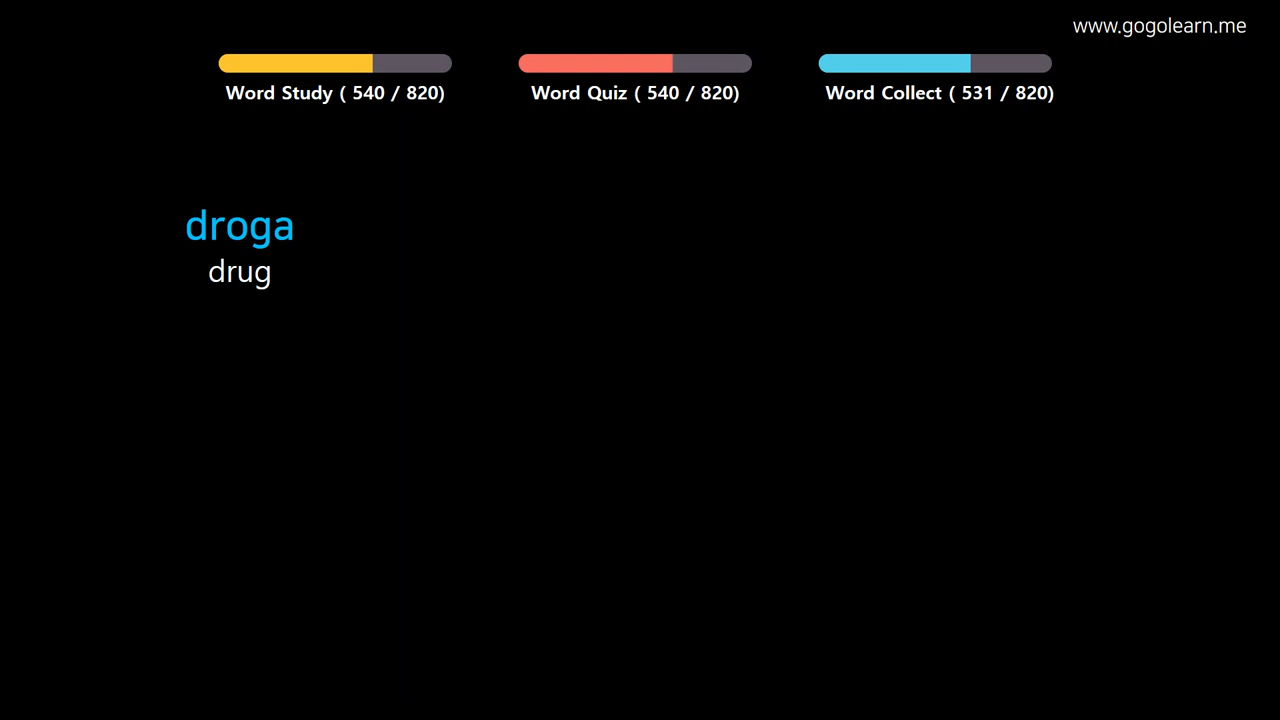 www.gogolearn.me
Word Study ( 540 / 820)
Word Quiz ( 540 / 820)
Word Collect ( 531 / 820)
droga
drug